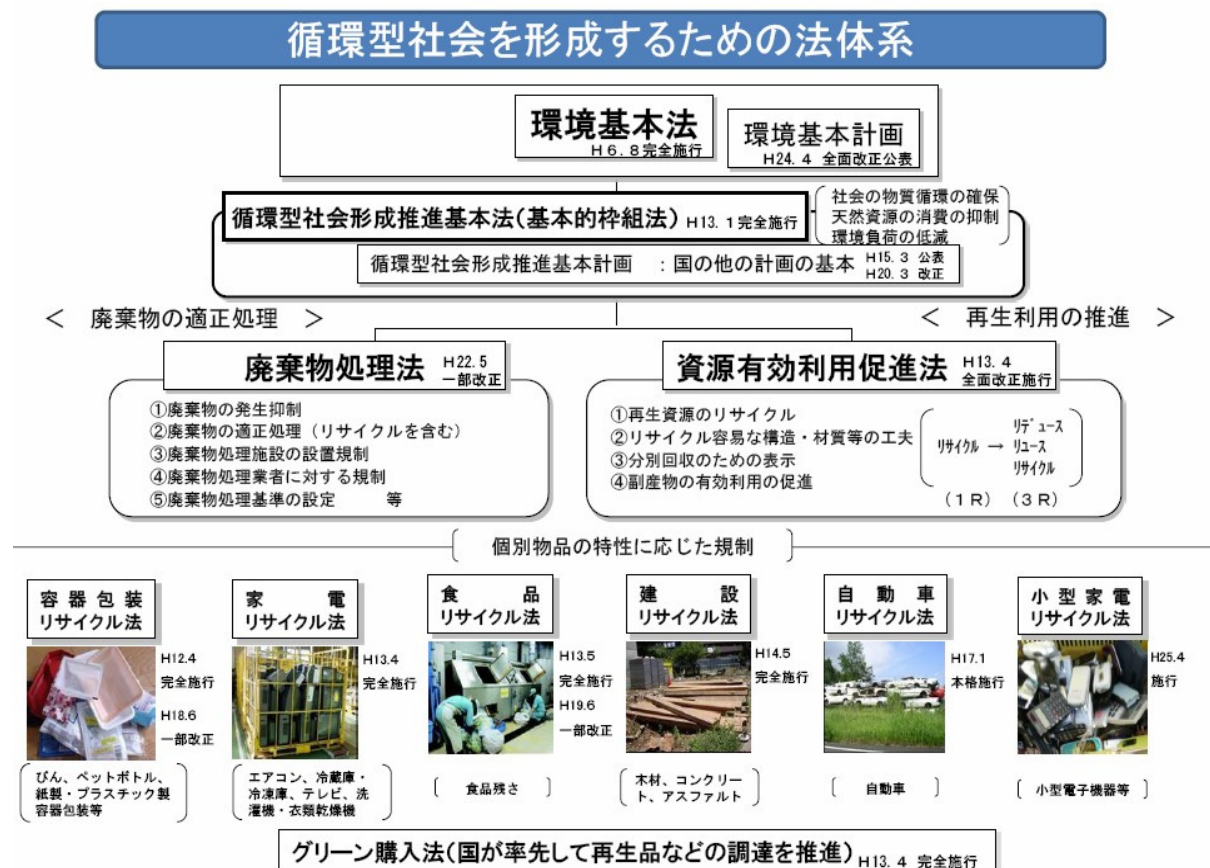 循環型社会を形成するための法体系
環境基本法
H6.8完全施行
環境基本計画
H24.4 全面改正公表
循環型社会形成推進基本法(基本的枠組法) H13.1完全施行
社会の物質循環の確保
天然資源の消費の抑制
環境負荷の低減
循環型社会形成推進基本計画 :国の他の計画の基本
H15.3 公表
H20.3 改正
< 廃棄物の適正処理 >
< 再生利用の推進 >
廃棄物処理法
H22.5
一部改正
①廃棄物の発生抑制
②廃棄物の適正処理(リサイクルを含む)
③廃棄物処理施設の設置規制
④廃棄物処理業者に対する規制
⑤廃棄物処理基準の設定 等
資源有効利用促進法
H13.4
全面改正施行
①再生資源のリサイクル
②リサイクル容易な構造・材質等の工夫
③分別回収のための表示
④副産物の有効利用の促進
リサイクル → リデュース
リユース
リサイクル
(1R) (3R)
個別物品の特性に応じた規制
容器包装
リサイクル法
H12.4
完全施行
H18.6
一部改正
びん、ペットボトル、
紙製・プラスチック製
容器包装等
家電
リサイクル法
H13.4
完全施行
エアコン、冷蔵庫・
冷凍庫、テレビ、洗
濯機・衣類乾燥機
食品
リサイクル法
H13.5
完全施行
H19.6
一部改正
食品残さ
建設
リサイクル法
H14.5
完全施行
木材、コンクリー
ト、アスファルト
自動車
リサイクル法
H17.1
本格施行
自動車
小型家電
リサイクル法
H25.4
施行
小型電子機器等
グリーン購入法(国が率先して再生品などの調達を推進) H13.4 完全施行